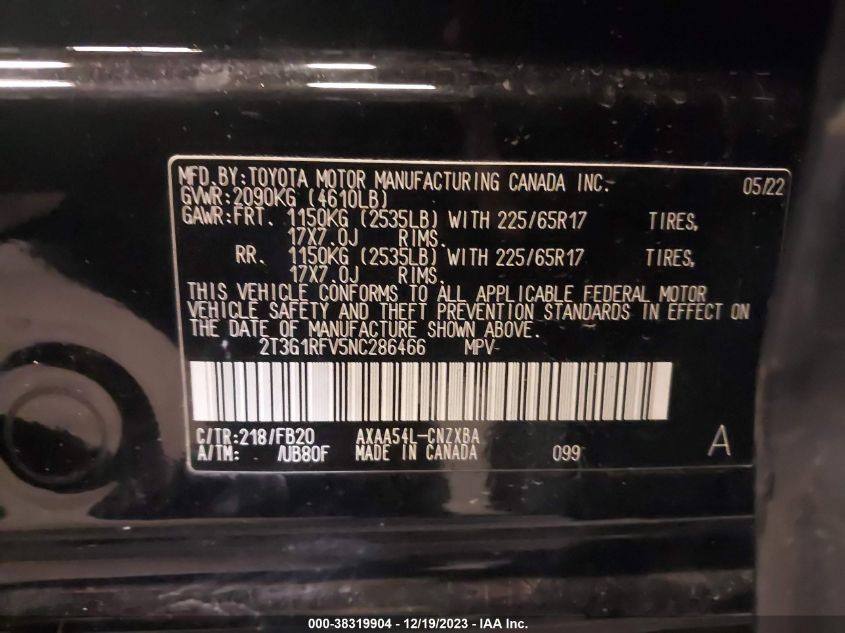 MFD.BY:TOYOTA MOTOR MANUFACTURING CANADA INC. 05/22
GVWR:2090KG (4610LB)
GAWR:FRT. 1150KG (2535LB) WITH 225/65R17 TIRES,
17X7.0J RIMS.
RR. 1150KG (2535LB) WITH 225/65R17 TIRES,
17X7.0J RIMS.
THIS VEHICLE CONFORMS TO ALL APPLICABLE FEDERAL MOTOR
VEHICLE SAFETY AND THEFT PREVENTION STANDARDS IN EFFECT ON
THE DATE OF MANUFACTURE SHOWN ABOVE.
2T3G1RFV5NC286466 MPV
C/TR:218/FB20 AXAA54L-CNZXBA A
A/TM: /UB80F MADE IN CANADA 099
000-38319904 - 12/19/2023 - IAA Inc.